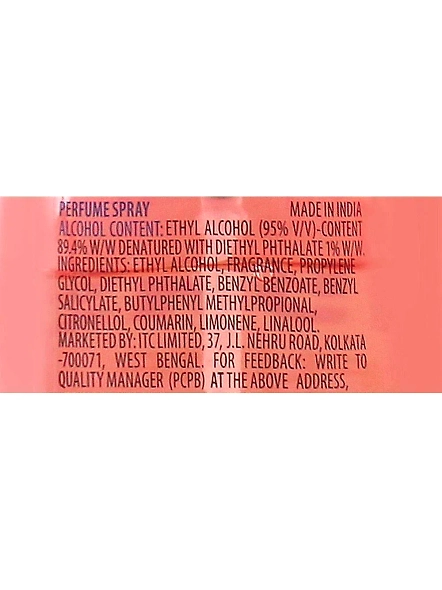 PERFUME SPRAY MADE IN INDIA
ALCOHOL CONTENT: ETHYL ALCOHOL (95% V/V)-CONTENT
89.4% W/W DENATURED WITH DIETHYL PHTHALATE 1% W/W.
INGREDIENTS: ETHYL ALCOHOL, FRAGRANCE, PROPYLENE
GLYCOL, DIETHYL PHTHALATE, BENZYL BENZOATE, BENZYL
SALICYLATE, BUTYLPHENYL METHYLPROPIONAL,
CITRONELLOL, COUMARIN, LIMONENE, LINALOOL.
MARKETED BY: ITC LIMITED, 37, J.L. NEHRU ROAD, KOLKATA
-700071, WEST BENGAL. FOR FEEDBACK: WRITE TO
QUALITY MANAGER (PCPB) AT THE ABOVE ADDRESS,